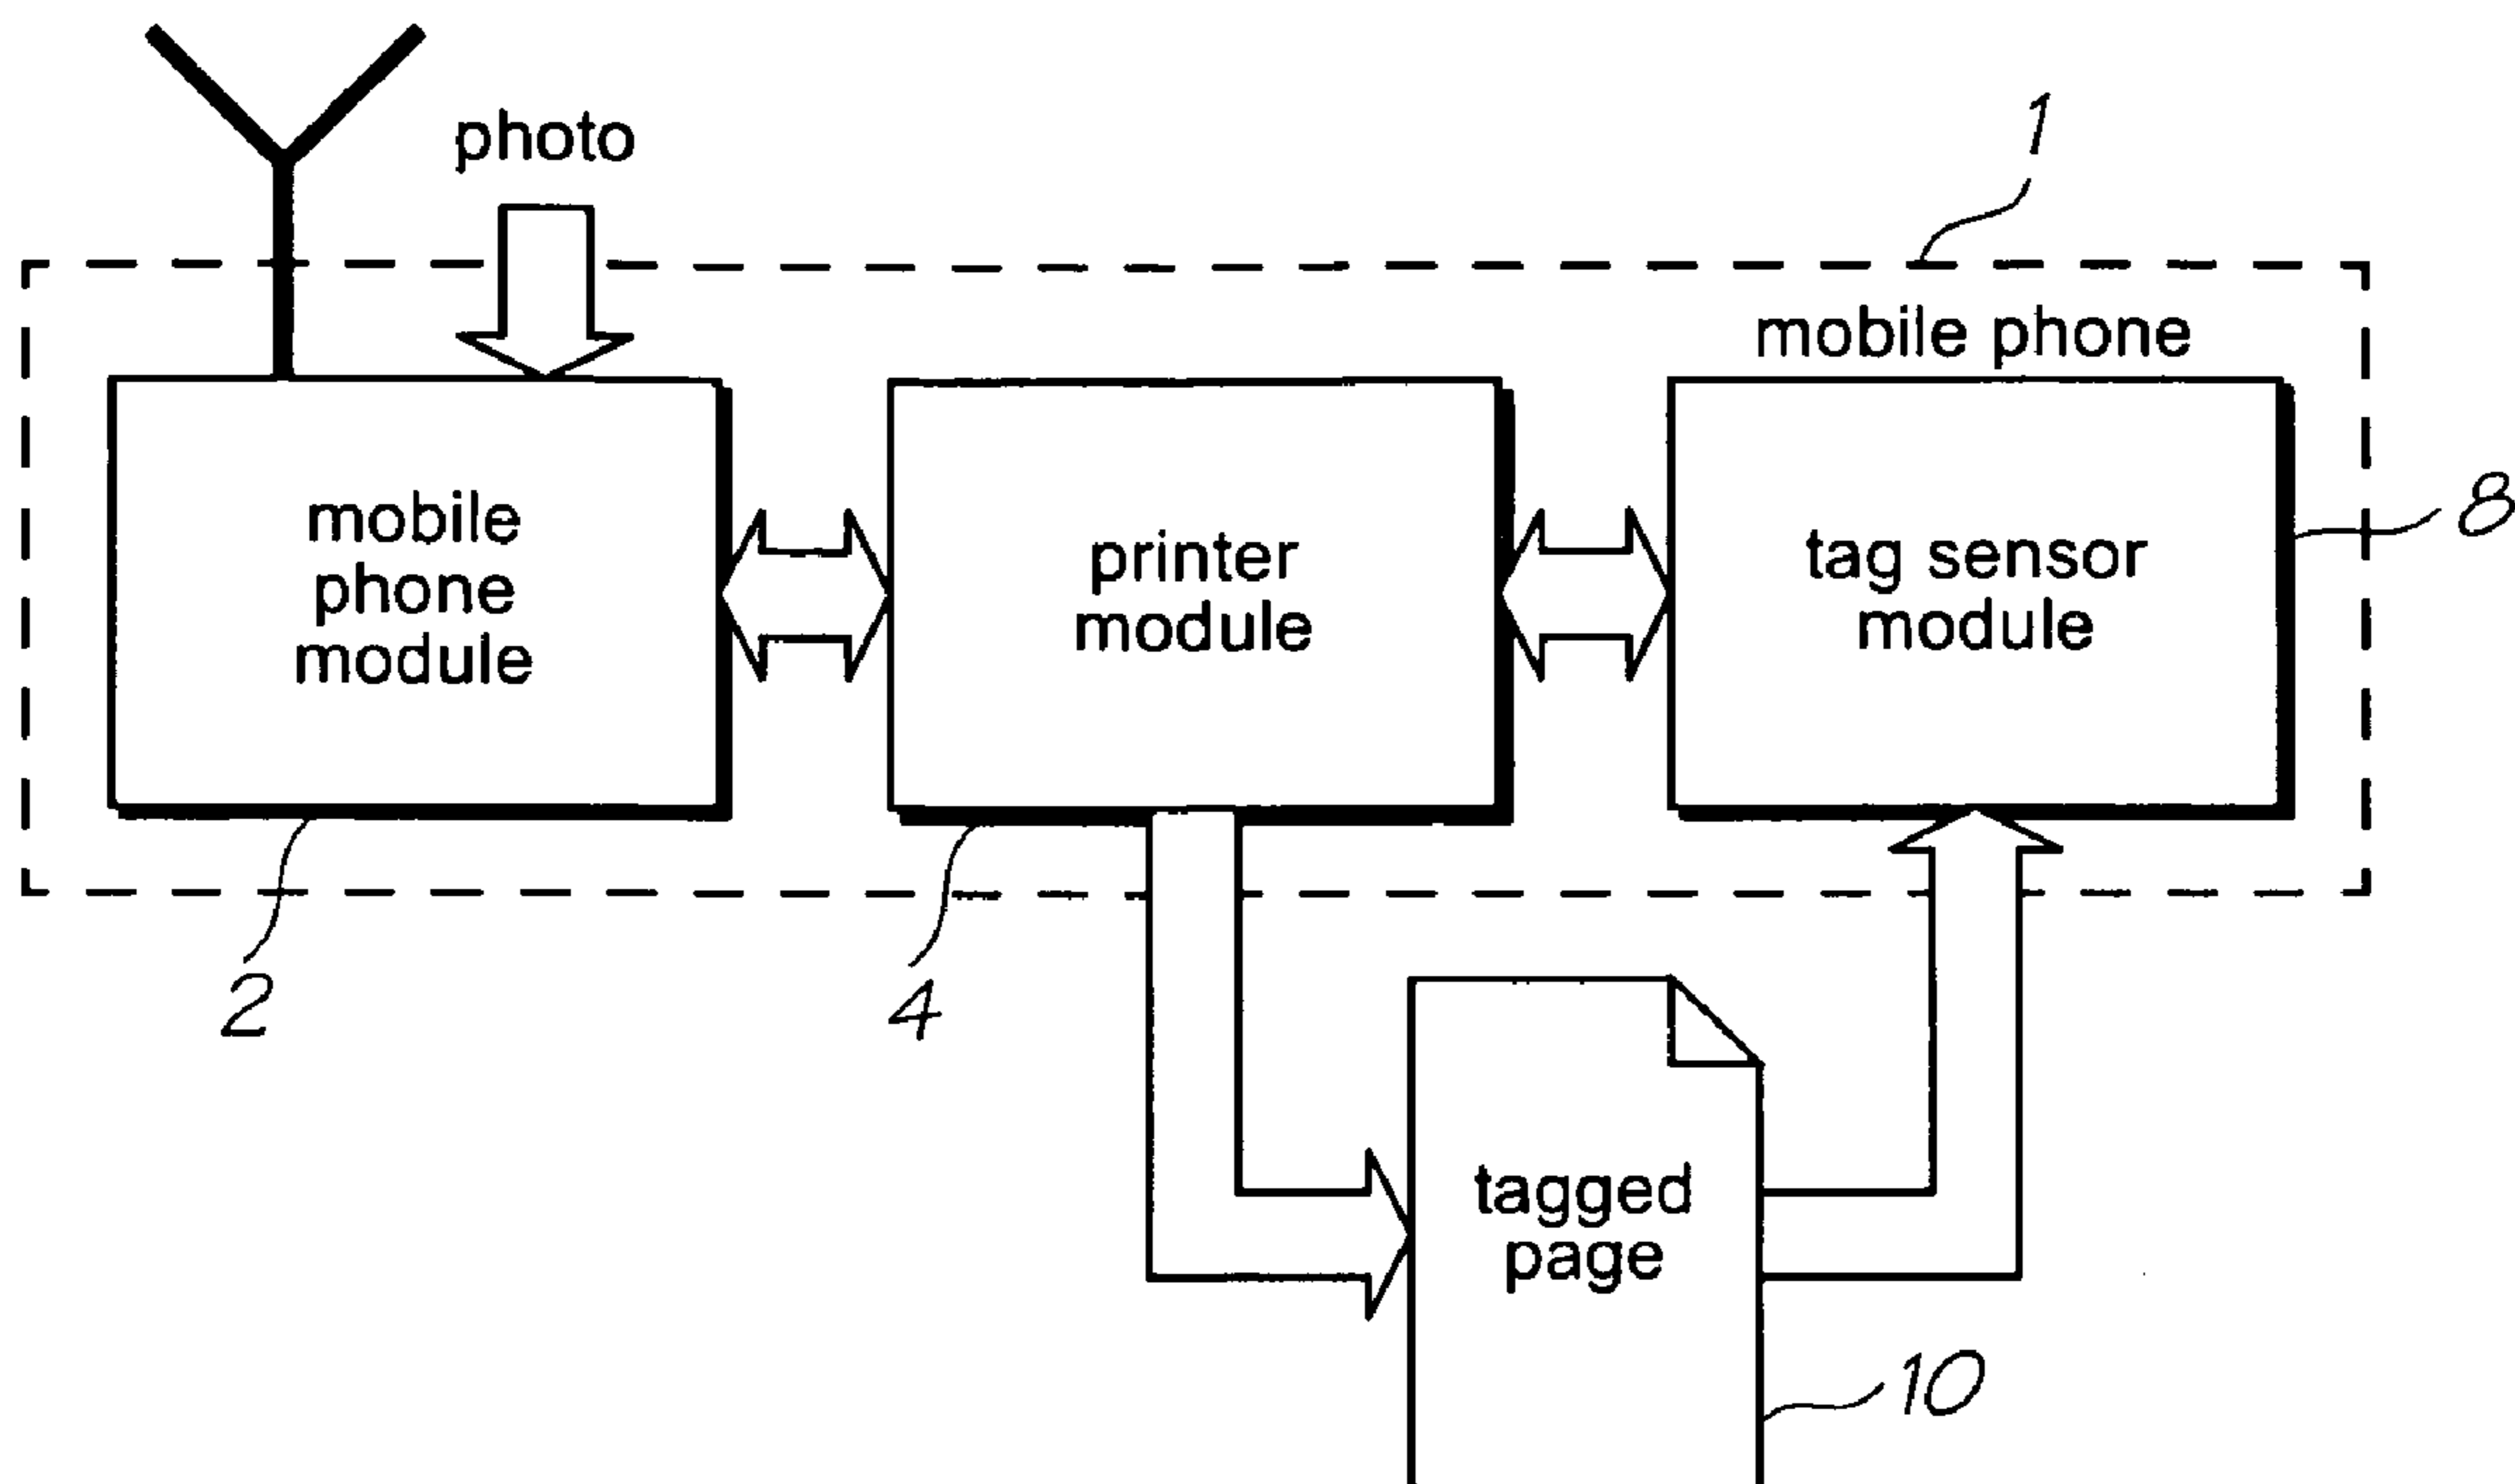 photo
1
mobile phone
mobile
phone
module
printer
module
tag sensor
module
8
2
4
tagged
page
10